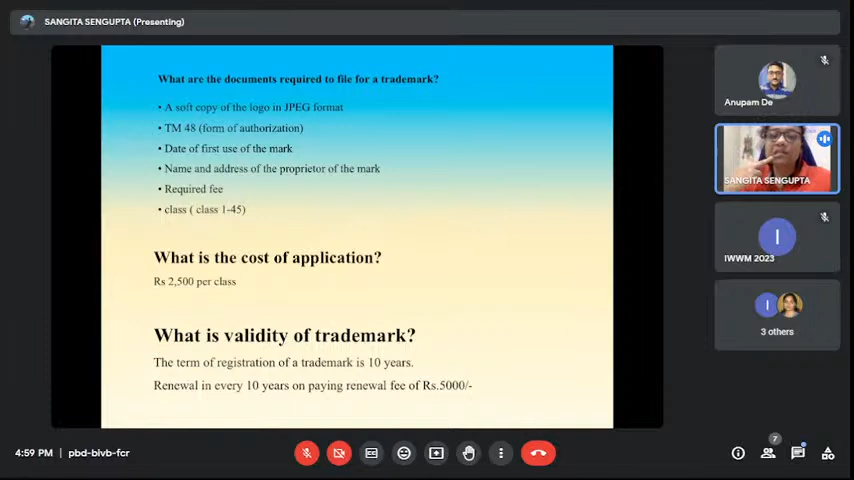 SANGITA SENGUPTA (Presenting)
What are the documents required to file for a trademark?
• A soft copy of the logo in JPEG format
• TM 48 (form of authorization)
• Date of first use of the mark
• Name and address of the proprietor of the mark
• Required fee
• class ( class 1-45)
What is the cost of application?
Rs 2,500 per class
What is validity of trademark?
The term of registration of a trademark is 10 years.
Renewal in every 10 years on paying renewal fee of Rs.5000/-
Anupam De
SANGITA SENGUPTA
I
IWWM 2023
I
3 others
4:59 PM | pbd-bivb-fcr
7